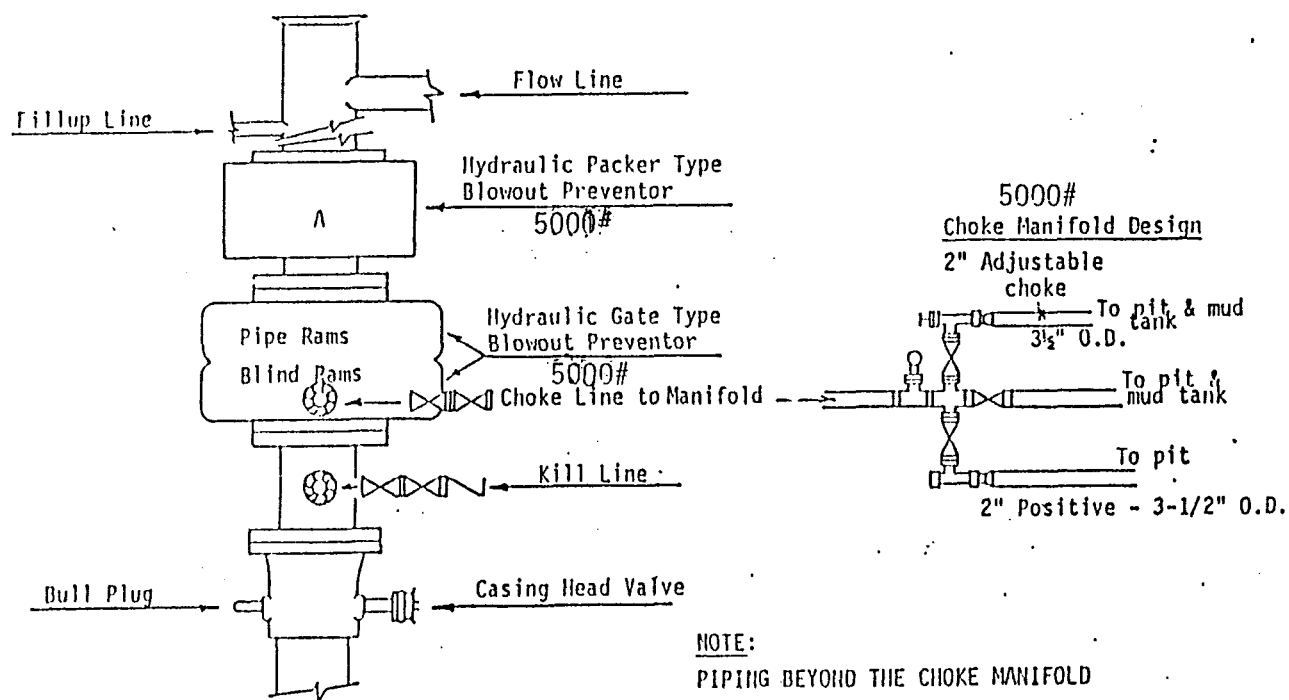 Flow Line
Fillup Line
Hydraulic Packer Type
Blowout Preventor
5000#
A
Pipe Rams
Blind Rams
Hydraulic Gate Type
Blowout Preventor
5000#
Choke Line to Manifold
Kill Line
Bull Plug
Casing Head Valve
5000#
Choke Manifold Design
2" Adjustable
choke
To pit & mud
tank
3½" O.D.
To pit &
mud tank
To pit
2" Positive - 3-1/2" O.D.
NOTE:
PIPING BEYOND THE CHOKE MANIFOLD